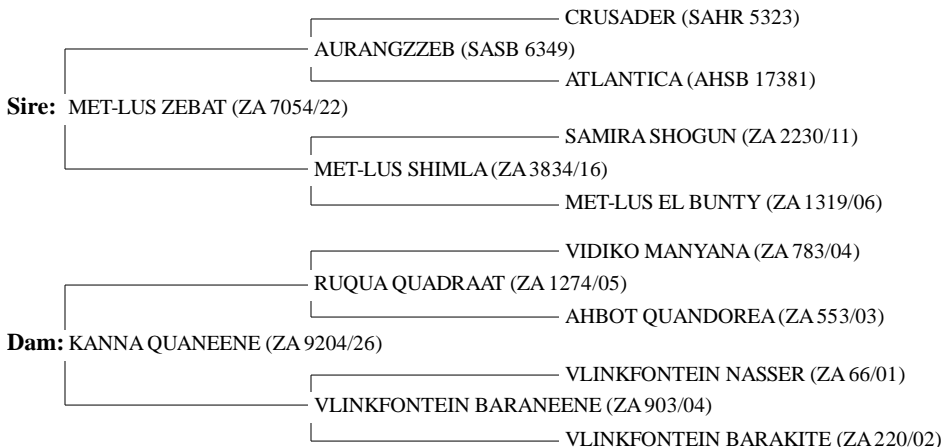 CRUSADER (SAHR 5323)
AURANGZZEB (SASB 6349)
ATLANTICA (AHSB 17381)
Sire: MET-LUS ZEBAT (ZA 7054/22)
SAMIRA SHOGUN (ZA 2230/11)
MET-LUS SHIMLA (ZA 3834/16)
MET-LUS EL BUNTY (ZA 1319/06)
VIDIKO MANYANA (ZA 783/04)
RUQUA QUADRAAT (ZA 1274/05)
AHBOT QUANDOREA (ZA 553/03)
Dam: KANNA QUANEENE (ZA 9204/26)
VLINKFONTEIN NASSER (ZA 66/01)
VLINKFONTEIN BARANEENE (ZA 903/04)
VLINKFONTEIN BARAKITE (ZA 220/02)